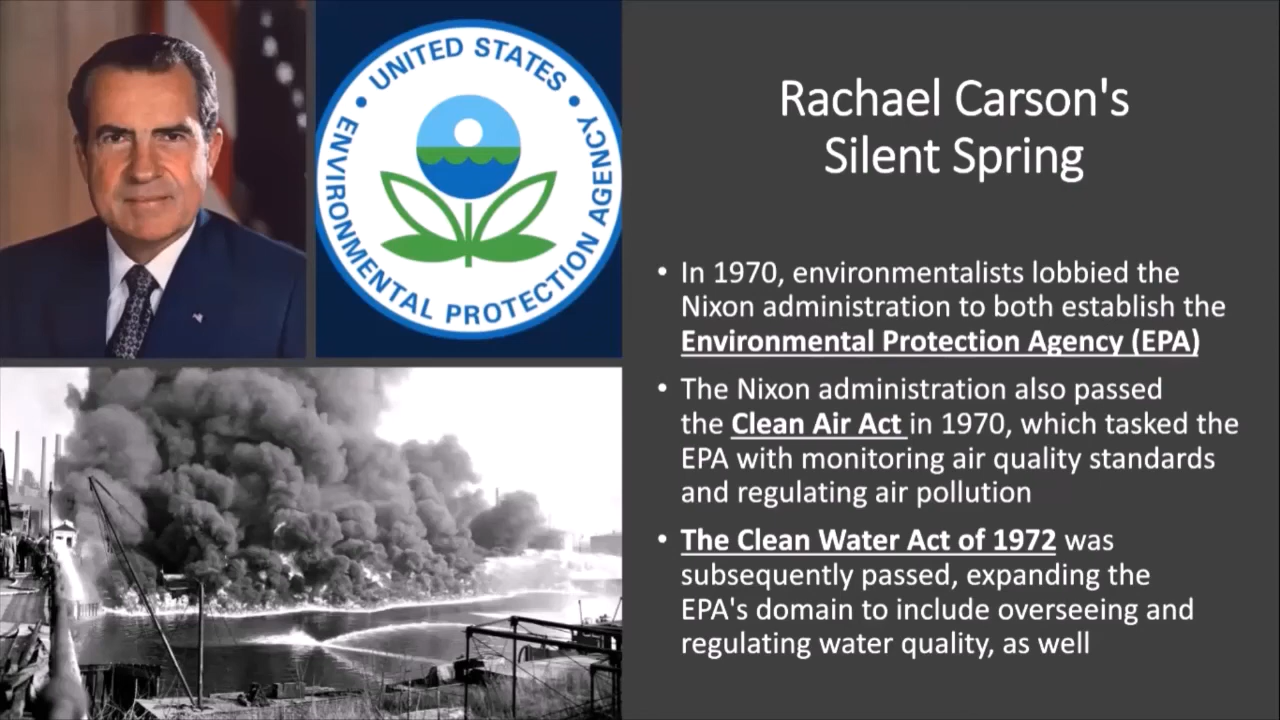 UNITED STATES
ENVIRONMENTAL PROTECTION AGENCY
Rachael Carson's
Silent Spring
• In 1970, environmentalists lobbied the
Nixon administration to both establish the
Environmental Protection Agency (EPA)
• The Nixon administration also passed
the Clean Air Act in 1970, which tasked the
EPA with monitoring air quality standards
and regulating air pollution
• The Clean Water Act of 1972 was
subsequently passed, expanding the
EPA's domain to include overseeing and
regulating water quality, as well